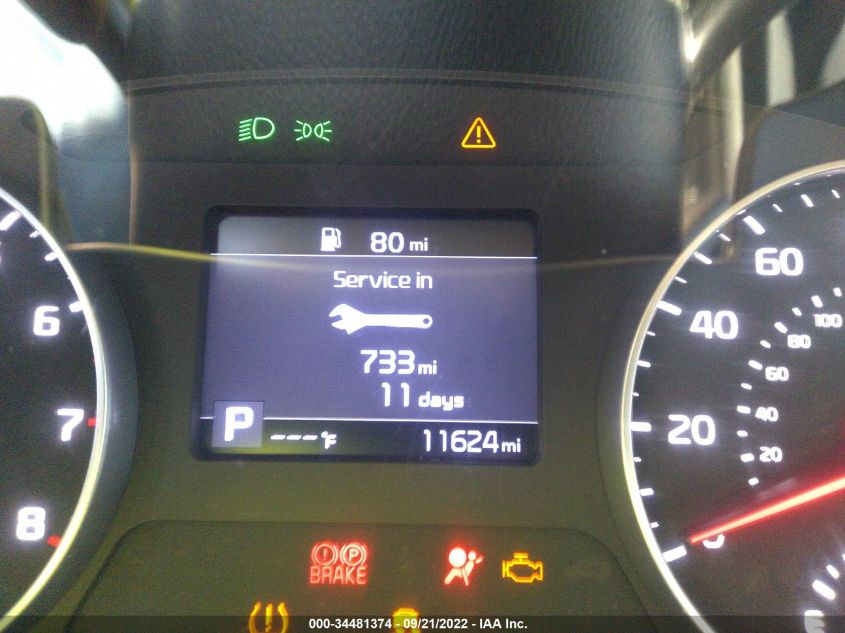 80 mi
Service in
733 mi
11 days
P
---°F
11624 mi
6
7
8
60
40
20
0
100
80
60
40
20
E
(!) (P)
BRAKE
000-34481374 - 09/21/2022 - IAA Inc.